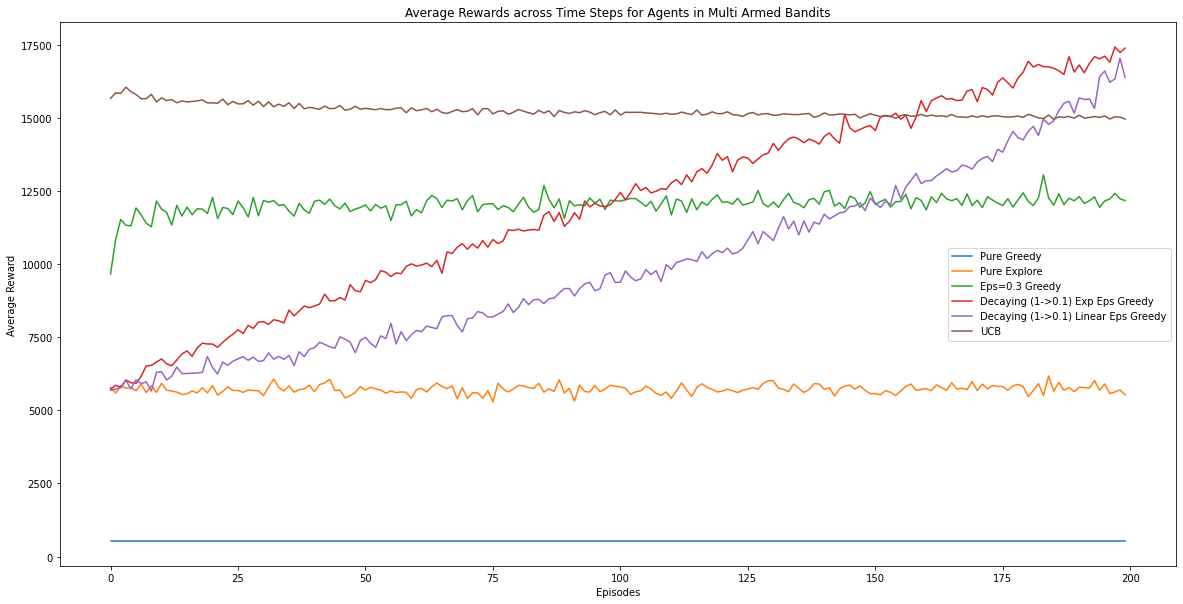 Average Rewards across Time Steps for Agents in Multi Armed Bandits
Average Reward
17500
15000
12500
10000
7500
5000
2500
0
Pure Greedy
Pure Explore
Eps=0.3 Greedy
Decaying (1->0.1) Exp Eps Greedy
Decaying (1->0.1) Linear Eps Greedy
UCB
0 25 50 75 100 125 150 175 200
Episodes